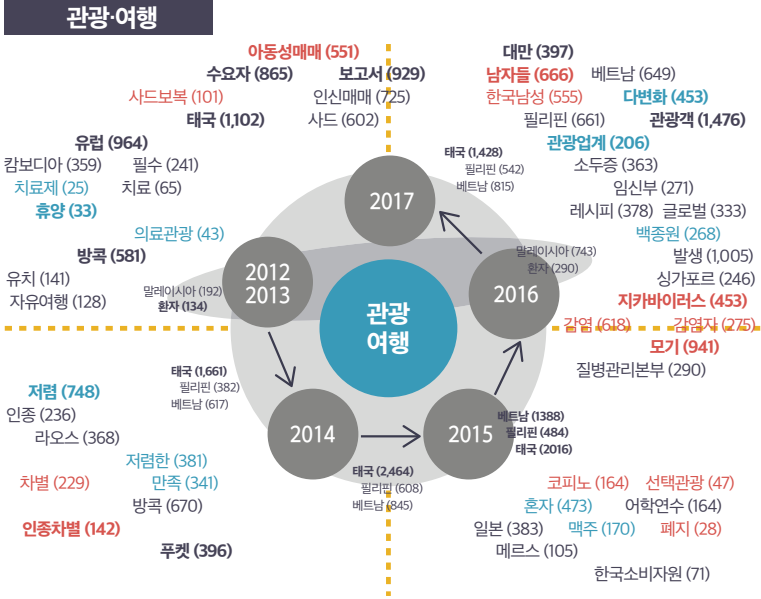 관광·여행
아동성매매 (551)
수요자 (865) 보고서 (929)
사드보복 (101) 인신매매 (725)
태국 (1,102) 사드 (602)
대만 (397)
남자들 (666) 베트남 (649)
한국남성 (555) 다변화 (453)
필리핀 (661) 관광객 (1,476)
관광업계 (206)
소두증 (363)
임신부 (271)
레시피 (378) 글로벌 (333)
백종원 (268)
발생 (1,005)
싱가포르 (246)
지카바이러스 (453)
감염 (618) 감염자 (275)
모기 (941)
질병관리본부 (290)
유럽 (964)
캄보디아 (359) 필수 (241)
치료제 (25) 치료 (65)
휴양 (33)
의료관광 (43)
방콕 (581)
유치 (141)
자유여행 (128)
태국 (1,428)
필리핀 (542)
베트남 (815)
2017
말레이시아 (743)
환자 (290)
2012
2013
2016
말레이시아 (192)
환자 (134)
관광
여행
태국 (1,661)
필리핀 (382)
베트남 (617)
2014
2015
베트남 (1388)
필리핀 (484)
태국 (2016)
태국 (2,464)
필리핀 (608)
베트남 (845)
저렴 (748)
인종 (236)
라오스 (368)
저렴한 (381)
차별 (229) 만족 (341)
방콕 (670)
인종차별 (142)
푸켓 (396)
코피노 (164) 선택관광 (47)
혼자 (473) 어학연수 (164)
일본 (383) 맥주 (170) 폐지 (28)
메르스 (105)
한국소비자원 (71)